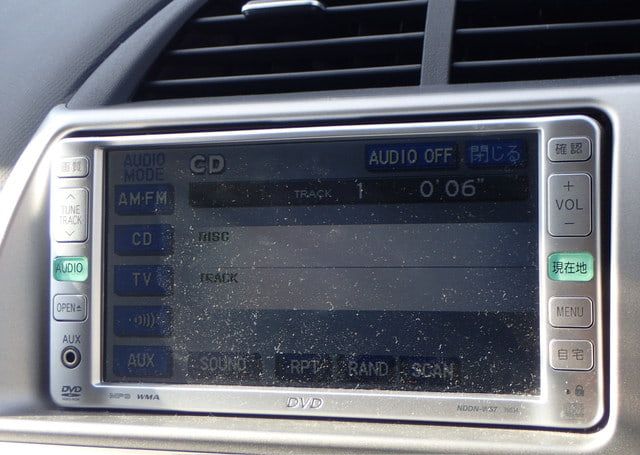 画質
TUNE
TRACK
AUDIO
OPEN
AUX
DVD
AUDIO
MODE
CD
AUDIO OFF
閉じる
AM•FM
TRACK 1 0'06"
CD
DISC
TV
TRACK
AUX
SOUND
RPT
RAND
SCAN
MP3 WMA
DVD
NDDN-W57
確認
+
VOL
−
現在地
MENU
自宅